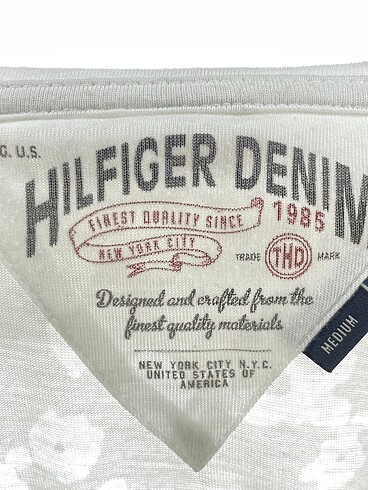 G. U.S.
HILFIGER DENIM
FINEST QUALITY SINCE 1985
NEW YORK CITY
TRADE THD MARK
Designed and crafted from the
finest quality materials
NEW YORK CITY N.Y.C.
UNITED STATES OF
AMERICA
MEDIUM